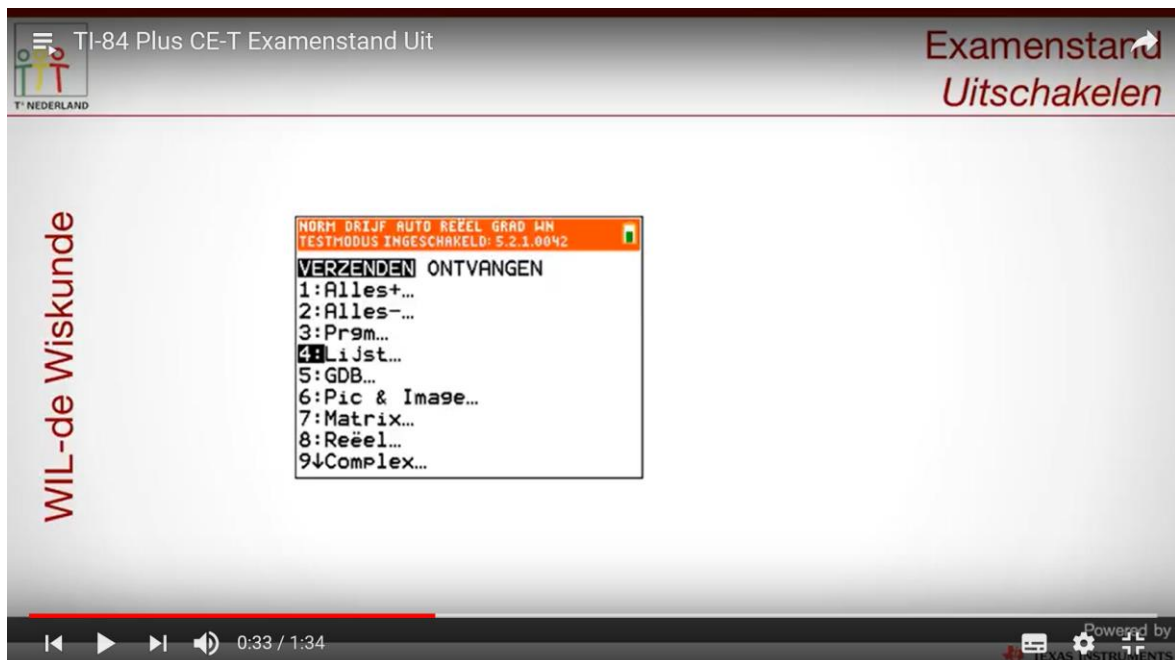 TI-84 Plus CE-T Examenstand Uit
T³ NEDERLAND
Examenstand
Uitschakelen
WIL-de Wiskunde
NORM DRIJF AUTO REËEL GRAD WN
TESTMODUS INGESCHAKELD: 5.2.1.0042
VERZENDEN ONTVANGEN
1:Alles+…
2:Alles-…
3:Prgm…
4:Lijst…
5:GDB…
6:Pic & Image…
7:Matrix…
8:Reëel…
9↓Complex…
0:33 / 1:34
Powered by
TEXAS INSTRUMENTS